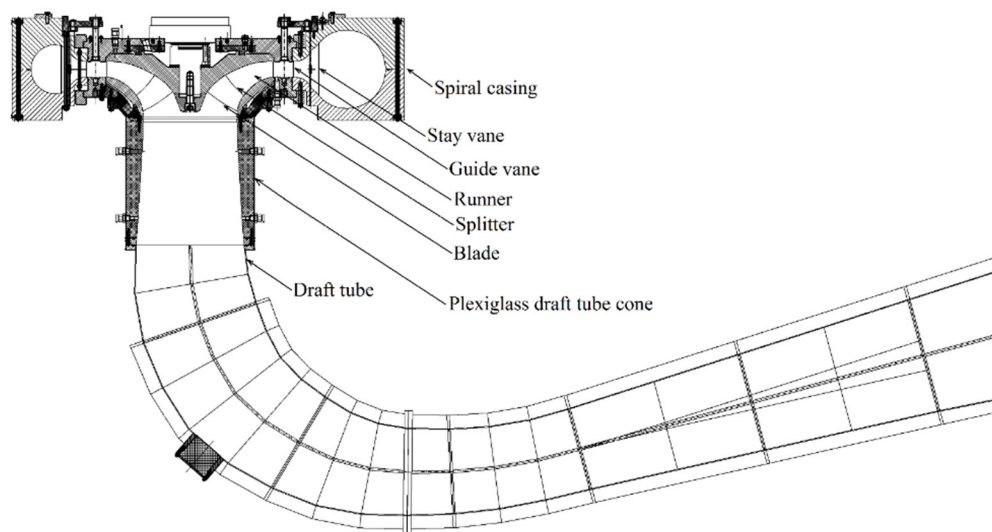 Spiral casing
Stay vane
Guide vane
Runner
Splitter
Blade
Draft tube
Plexiglass draft tube cone